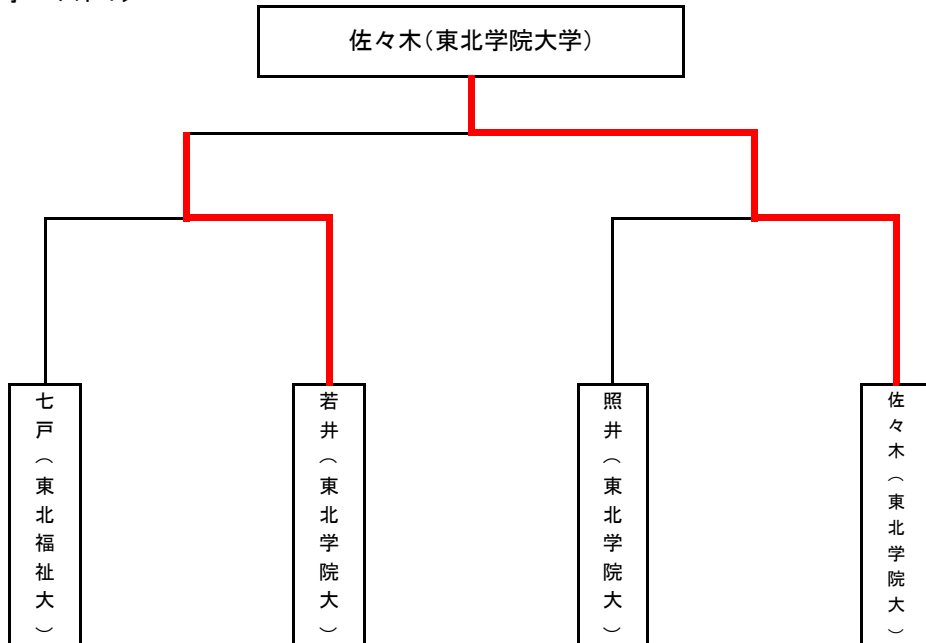 佐々木（東北学院大学）
七戸（東北福祉大）
若井（東北学院大）
照井（東北学院大）
佐々木（東北学院大）